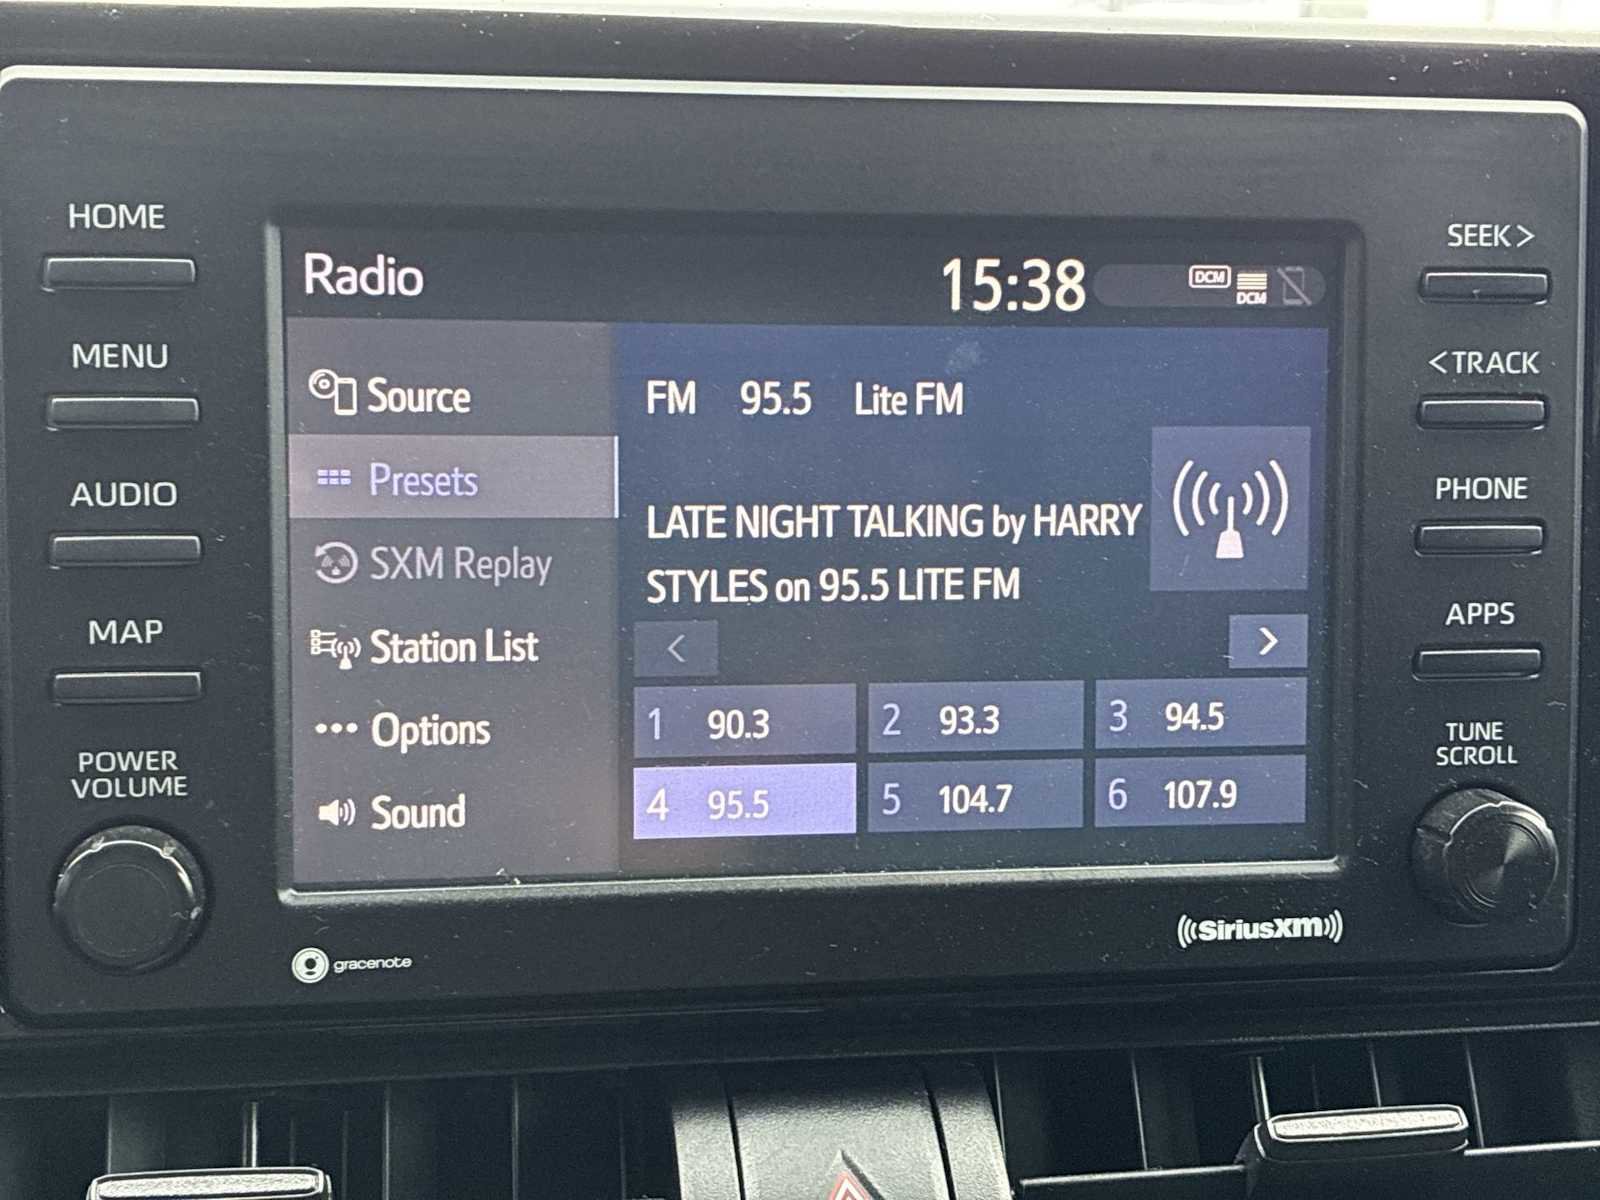 HOME
MENU
AUDIO
MAP
POWER
VOLUME
Radio
15:38
DCM
DCM
Source
Presets
SXM Replay
Station List
Options
Sound
FM 95.5 Lite FM
LATE NIGHT TALKING by HARRY
STYLES on 95.5 LITE FM
<
>
1 90.3
2 93.3
3 94.5
4 95.5
5 104.7
6 107.9
SEEK >
< TRACK
PHONE
APPS
TUNE
SCROLL
gracenote
((SiriusXM))